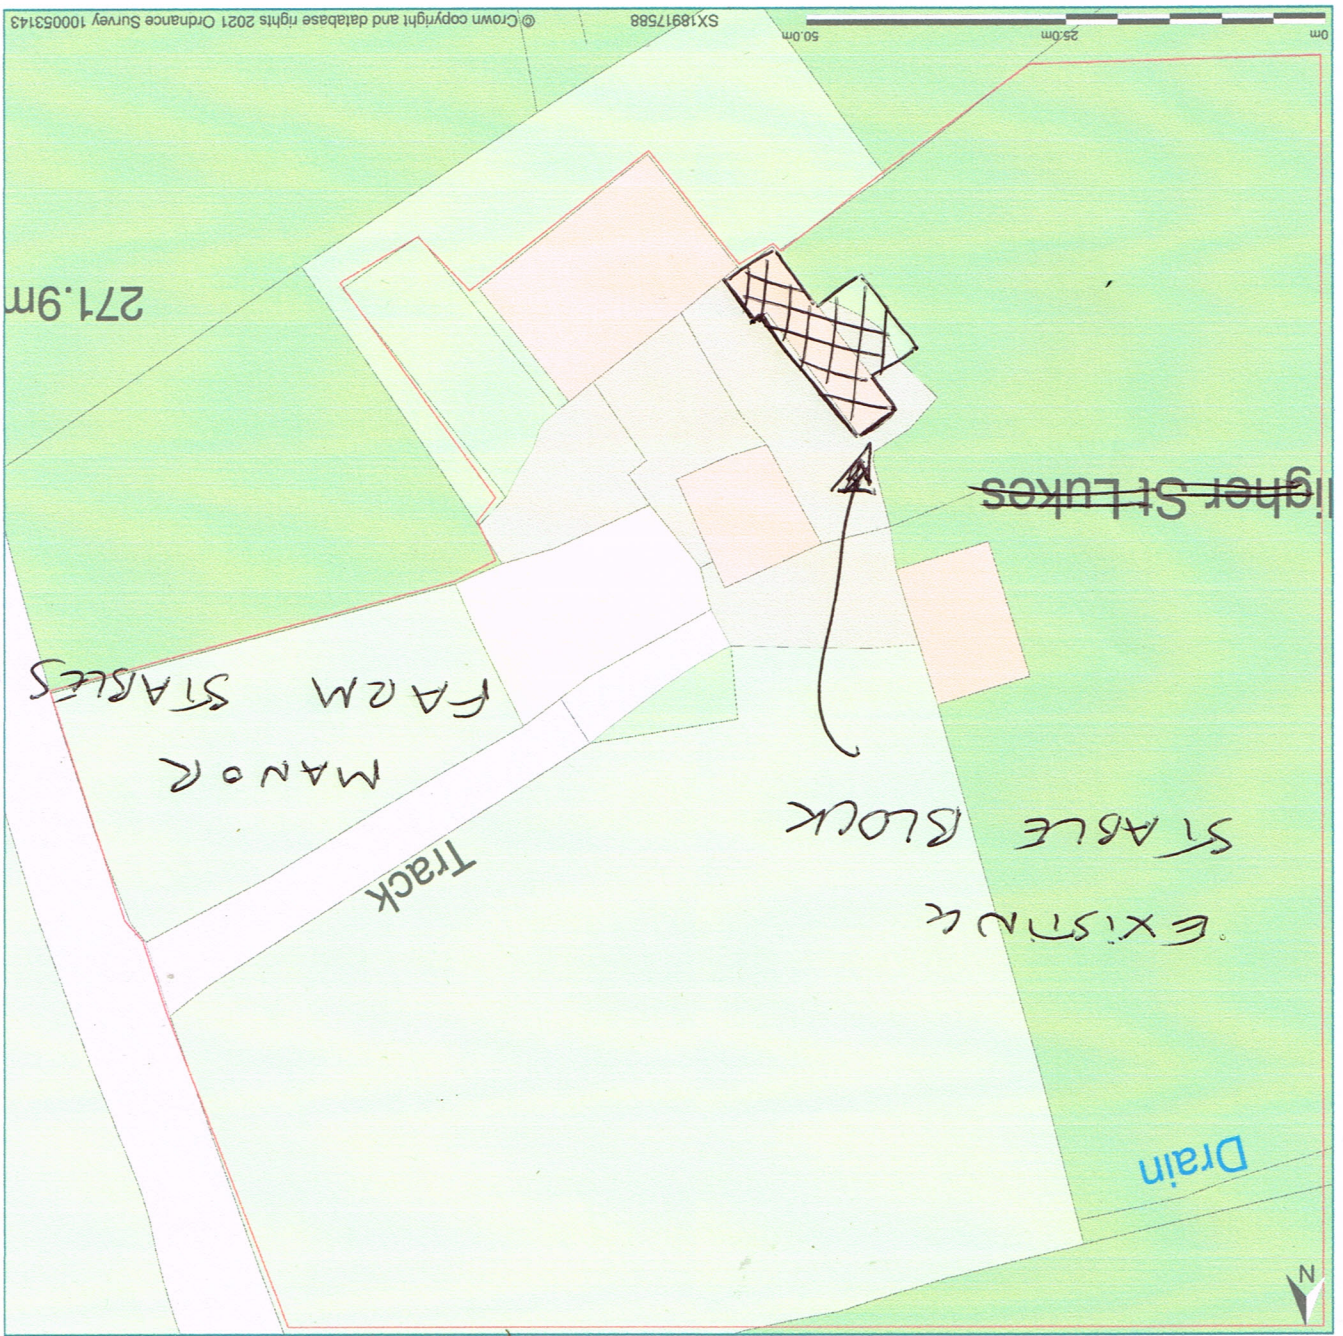 N
Drain
EXISTING
STABLE BLOCK
Track
MANOR
FARM STABLES
igher St Lukes
271.9m
0m
25.0m
50.0m
SX18917588
© Crown copyright and database rights 2021 Ordnance Survey 100053143